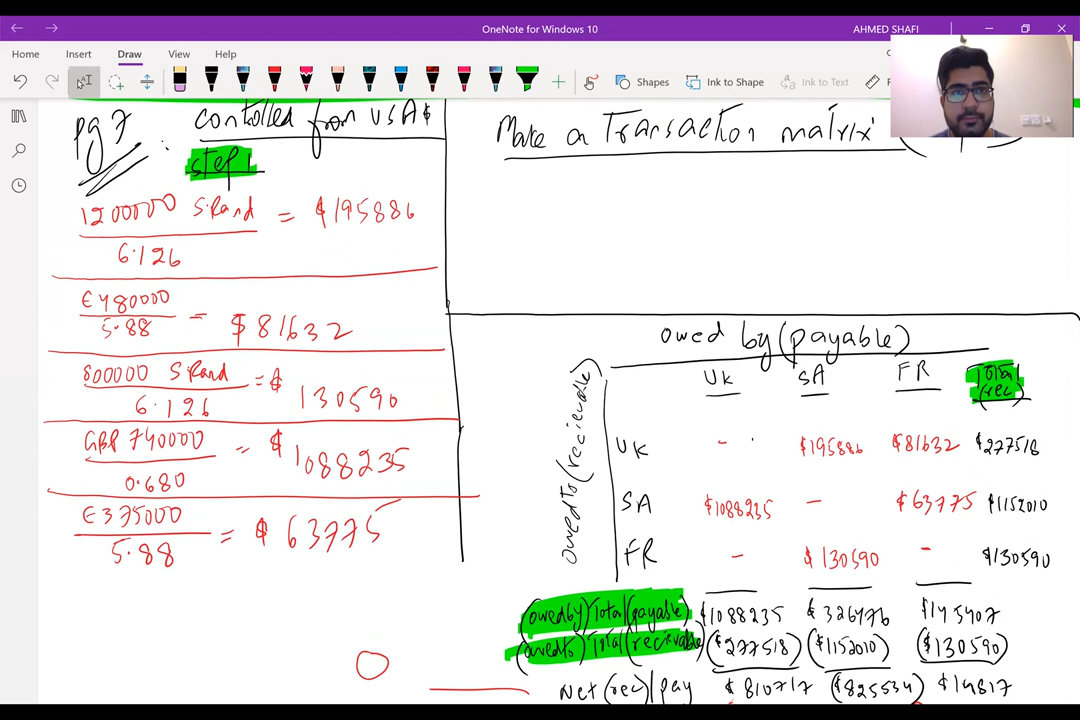 OneNote for Windows 10
AHMED SHAFI
Home Insert Draw View Help
Shapes Ink to Shape Ink to Text
pg 7
controlled from USA $
step 1
1200000 S.Rand = $195886
6.126
€480000 = $81632
5.88
800000 S.Rand = $130590
6.126
GBP 740000 = $1088235
0.680
€375000 = $63775
5.88
Make a Transaction matrix
owed by (payable)
owed to (recievable)
UK SA FR Total (rec)
UK - $195886 $81632 $277518
SA $1088235 - $63775 $1152010
FR - $130590 - $130590
(owed by) Total (payable) $1088235 $326476 $145407
(owed to) Total (recievable) ($277518) ($1152010) ($130590)
Net (rec)/pay $810717 ($825534) $14817